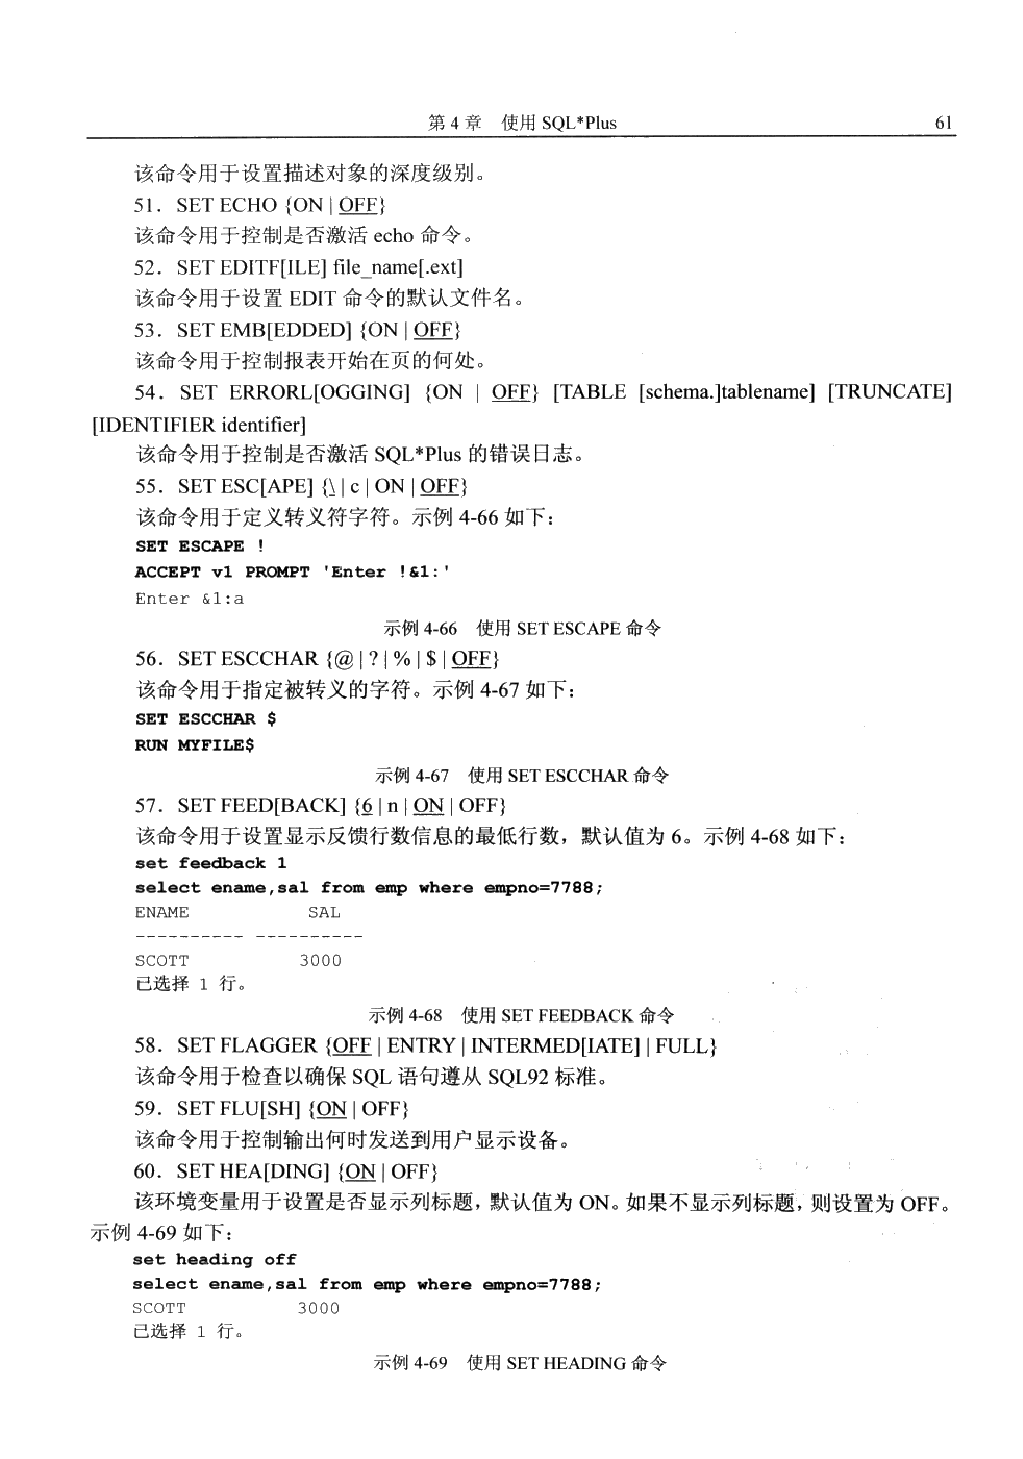 第 4 章 使用 SQL*Plus 61
该命令用于设置描述对象的深度级别。
51．SET ECHO {ON | OFF}
该命令用于控制是否激活 echo 命令。
52．SET EDITF[ILE] file_name[.ext]
该命令用于设置 EDIT 命令的默认文件名。
53．SET EMB[EDDED] {ON | OFF}
该命令用于控制报表开始在页的何处。
54．SET ERRORL[OGGING] {ON | OFF} [TABLE [schema.]tablename] [TRUNCATE]
[IDENTIFIER identifier]
该命令用于控制是否激活 SQL*Plus 的错误日志。
55．SET ESC[APE] {\ | c | ON | OFF}
该命令用于定义转义符字符。示例 4-66 如下：
SET ESCAPE !
ACCEPT v1 PROMPT 'Enter !&1:'
Enter &1:a
示例 4-66 使用 SET ESCAPE 命令
56．SET ESCCHAR {@ | ? | % | $ | OFF}
该命令用于指定被转义的字符。示例 4-67 如下：
SET ESCCHAR $
RUN MYFILE$
示例 4-67 使用 SET ESCCHAR 命令
57．SET FEED[BACK] {6 | n | ON | OFF}
该命令用于设置显示反馈行数信息的最低行数，默认值为 6。示例 4-68 如下：
set feedback 1
select ename,sal from emp where empno=7788;
ENAME SAL
---------- ----------
SCOTT 3000
已选择 1 行。
示例 4-68 使用 SET FEEDBACK 命令
58．SET FLAGGER {OFF | ENTRY | INTERMED[IATE] | FULL}
该命令用于检查以确保 SQL 语句遵从 SQL92 标准。
59．SET FLU[SH] {ON | OFF}
该命令用于控制输出何时发送到用户显示设备。
60．SET HEA[DING] {ON | OFF}
该环境变量用于设置是否显示列标题，默认值为 ON。如果不显示列标题，则设置为 OFF。
示例 4-69 如下：
set heading off
select ename,sal from emp where empno=7788;
SCOTT 3000
已选择 1 行。
示例 4-69 使用 SET HEADING 命令